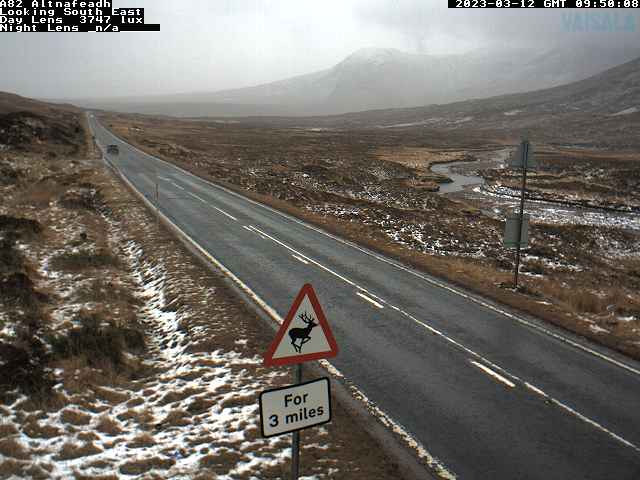 A82 Altnafeadh
Looking South East
Day Lens 3747 lux
Night Lens n/a
2023-03-12 GMT 09:50:08
VAISALA
For
3 miles